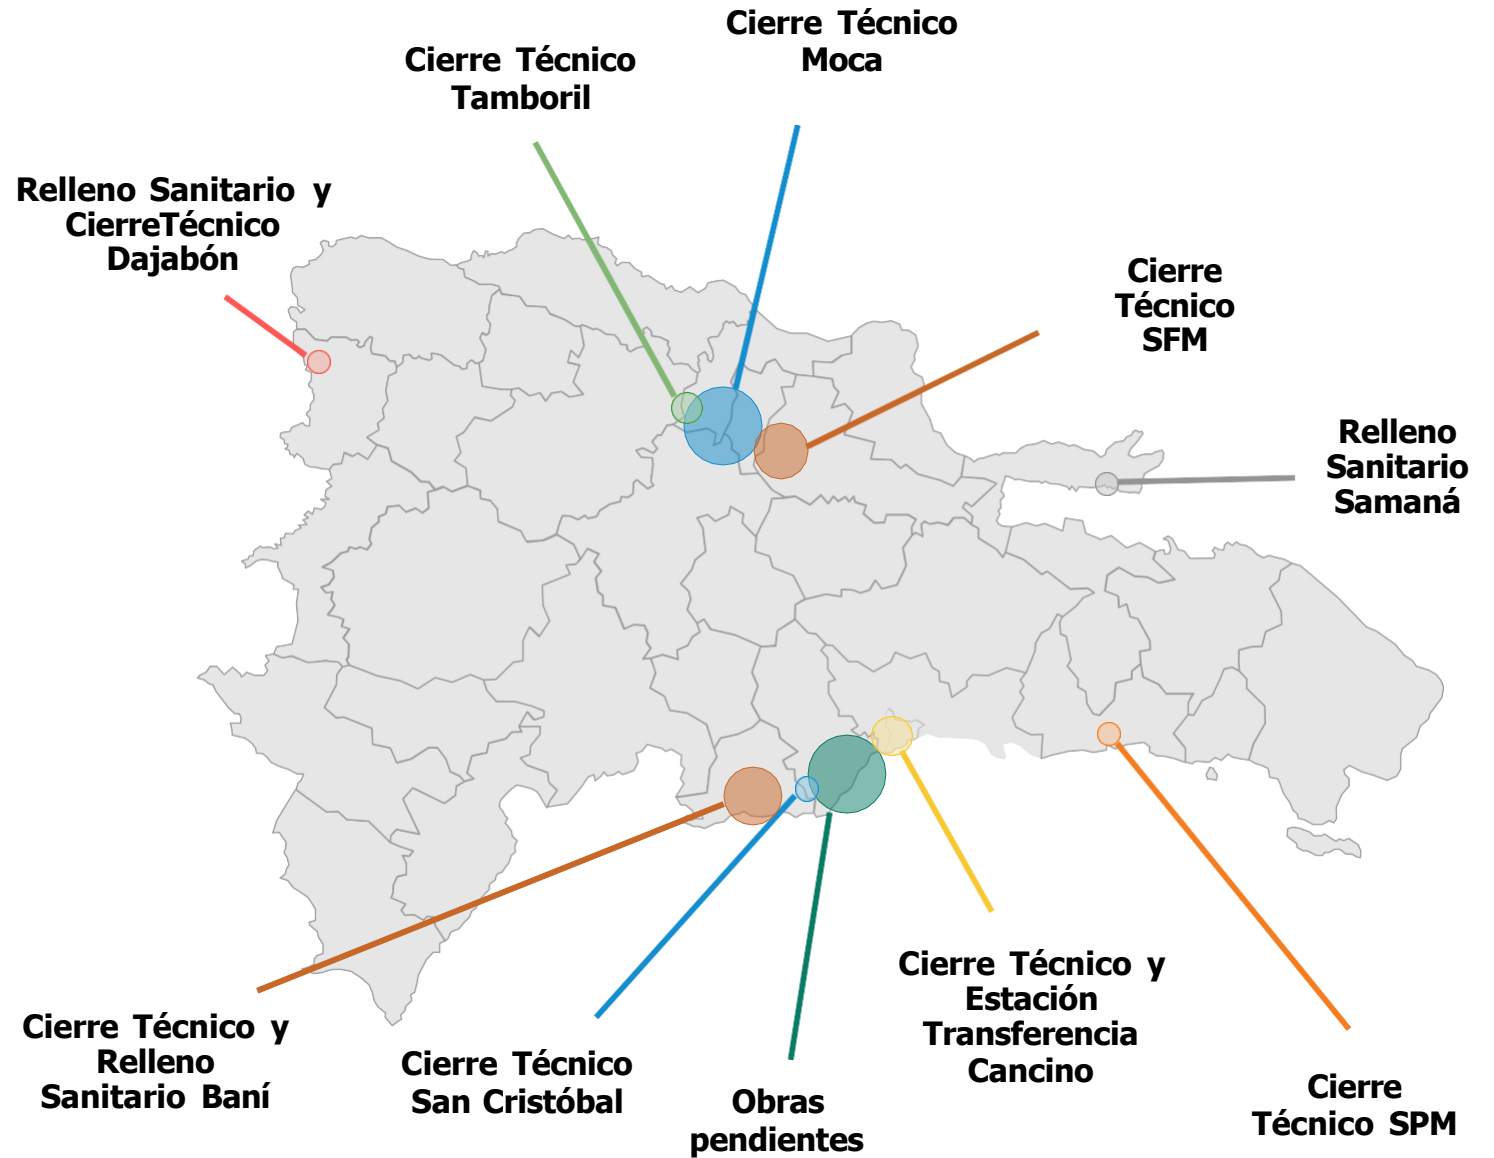 Cierre Técnico
Moca
Cierre Técnico
Tamboril
Relleno Sanitario y
CierreTécnico
Dajabón
Cierre
Técnico
SFM
Relleno
Sanitario
Samaná
Cierre Técnico y
Relleno
Sanitario Baní
Cierre Técnico
San Cristóbal
Obras
pendientes
Cierre Técnico y
Estación
Transferencia
Cancino
Cierre
Técnico SPM